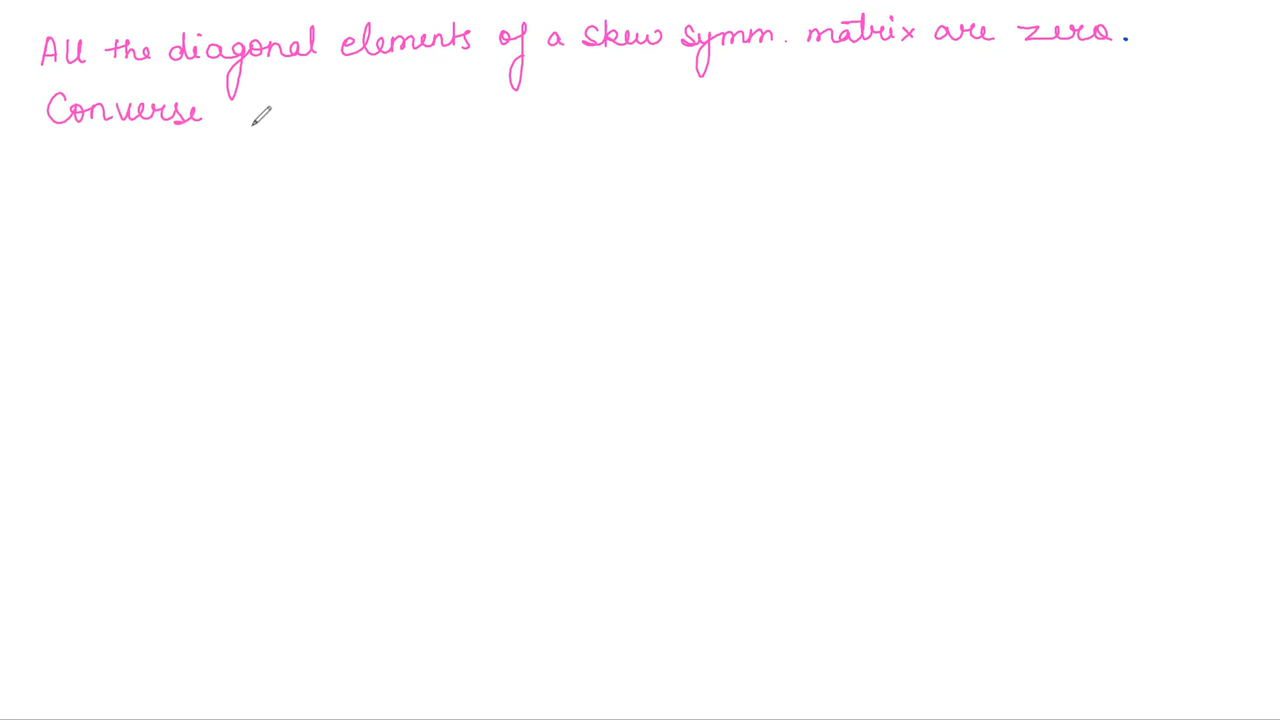 All the diagonal elements of a skew symm. matrix are zero.
Converse